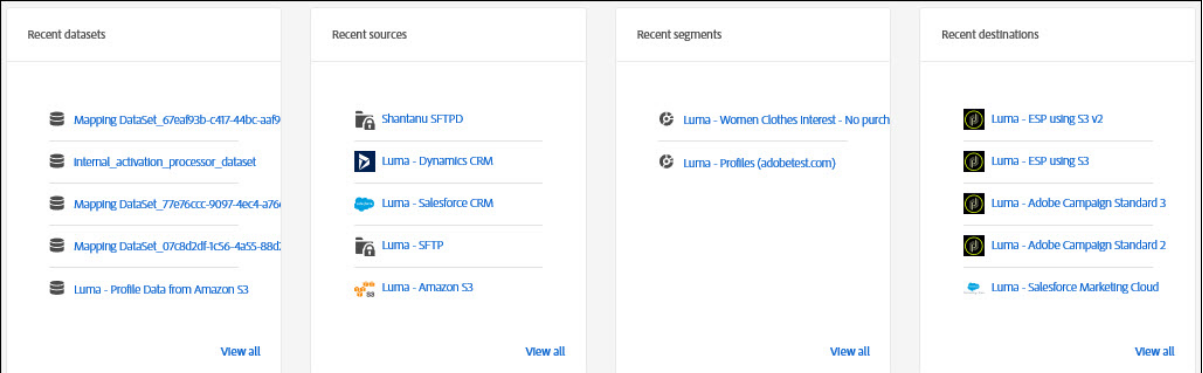 Recent datasets
Mapping DataSet_67eaf93b-c417-44bc-aaf9
Internal_activation_processor_dataset
Mapping DataSet_77e76ccc-9097-4ec4-a76
Mapping DataSet_07c8d2df-1c56-4a55-88d
Luma - Profile Data from Amazon S3
View all
Recent sources
Shantanu SFTPD
Luma - Dynamics CRM
Luma - Salesforce CRM
Luma - SFTP
Luma - Amazon S3
View all
Recent segments
Luma - Women Clothes Interest - No purch
Luma - Profiles (adobetest.com)
View all
Recent destinations
Luma - ESP using S3 v2
Luma - ESP using S3
Luma - Adobe Campaign Standard 3
Luma - Adobe Campaign Standard 2
Luma - Salesforce Marketing Cloud
View all